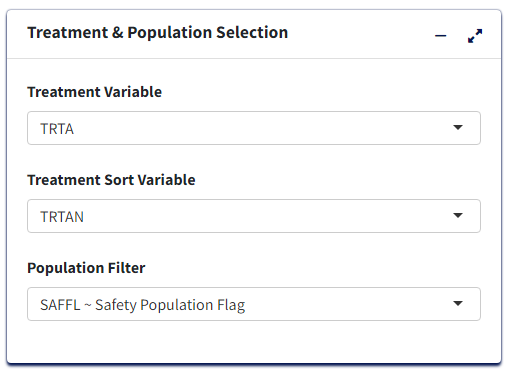 Treatment & Population Selection
Treatment Variable
TRTA
Treatment Sort Variable
TRTAN
Population Filter
SAFFL ~ Safety Population Flag